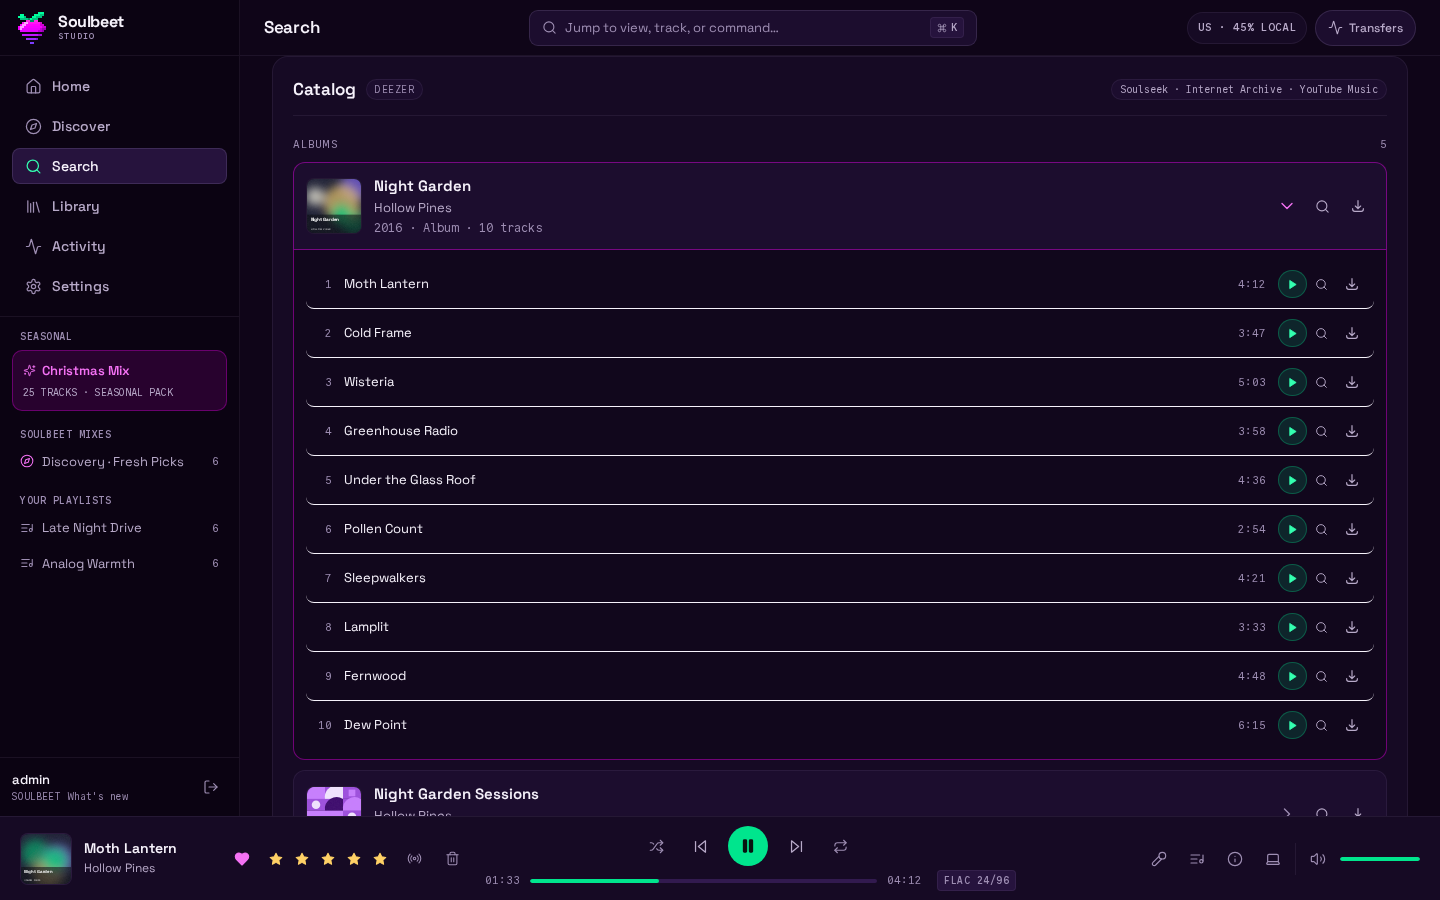 Soulbeet
STUDIO
Search
Jump to view, track, or command...
⌘ K
US · 45% LOCAL
Transfers
Home
Discover
Search
Library
Activity
Settings
SEASONAL
Christmas Mix
25 TRACKS · SEASONAL PACK
SOULBEET MIXES
Discovery · Fresh Picks 6
YOUR PLAYLISTS
Late Night Drive 6
Analog Warmth 6
admin
SOULBEET What's new
Catalog DEEZER
Soulseek · Internet Archive · YouTube Music
ALBUMS 5
Night Garden
Night Garden
Hollow Pines
2016 · Album · 10 tracks
1 Moth Lantern 4:12
2 Cold Frame 3:47
3 Wisteria 5:03
4 Greenhouse Radio 3:58
5 Under the Glass Roof 4:36
6 Pollen Count 2:54
7 Sleepwalkers 4:21
8 Lamplit 3:33
9 Fernwood 4:48
10 Dew Point 6:15
Night Garden Sessions
Hollow Pines
Night Garden
Moth Lantern
Hollow Pines
01:33
04:12
FLAC 24/96